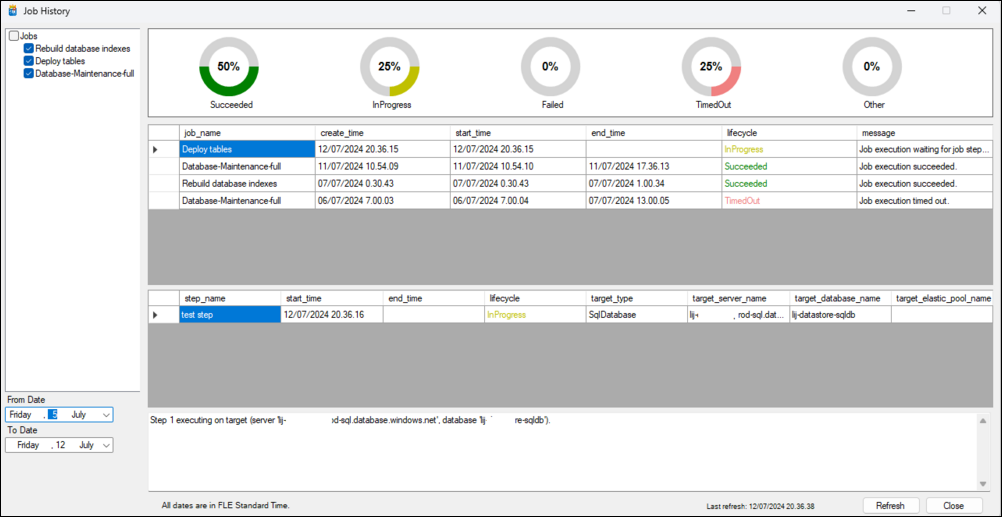 Job History
Jobs
Rebuild database indexes
Deploy tables
Database-Maintenance-full
50% 25% 0% 25% 0%
Succeeded InProgress Failed TimedOut Other
job_name create_time start_time end_time lifecycle message
Deploy tables 12/07/2024 20.36.15 12/07/2024 20.36.15 InProgress Job execution waiting for job step...
Database-Maintenance-full 11/07/2024 10.54.09 11/07/2024 10.54.10 11/07/2024 17.36.13 Succeeded Job execution succeeded.
Rebuild database indexes 07/07/2024 0.30.43 07/07/2024 0.30.43 07/07/2024 1.00.34 Succeeded Job execution succeeded.
Database-Maintenance-full 06/07/2024 7.00.03 06/07/2024 7.00.04 07/07/2024 13.00.05 TimedOut Job execution timed out.
step_name start_time end_time lifecycle target_type target_server_name target_database_name target_elastic_pool_name
test step 12/07/2024 20.36.16 InProgress SqlDatabase lij- , rod-sql.dat... lij-datastore-sqldb
From Date
Friday , 5 July
To Date
Friday , 12 July
Step 1 executing on target (server 'lij- od-sql.database.windows.net', database 'lij- re-sqldb').
All dates are in FLE Standard Time.
Last refresh: 12/07/2024 20.36.38
Refresh Close